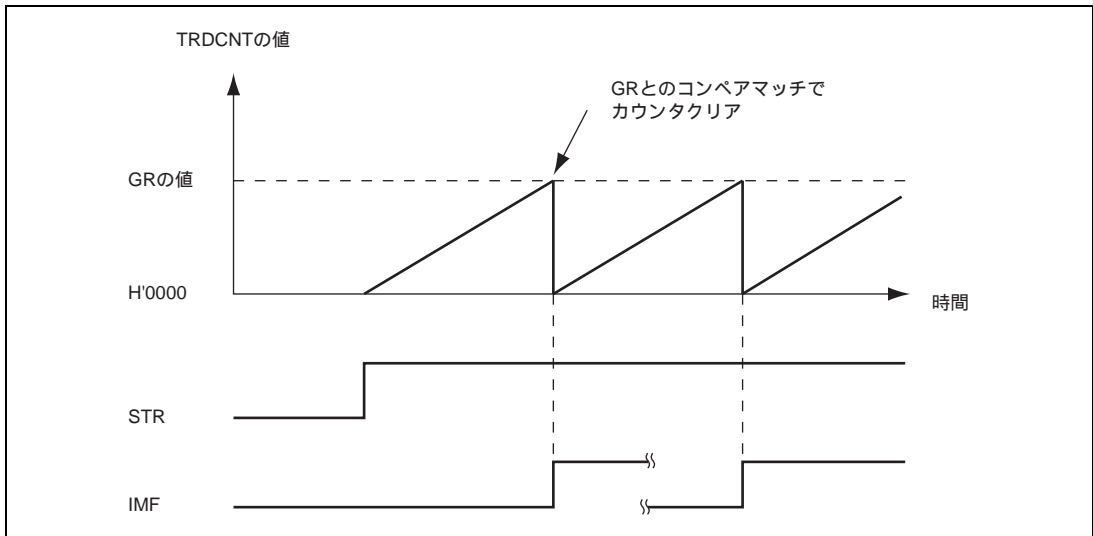 TRDCNTの値
GRとのコンペアマッチで
カウンタクリア
GRの値
H'0000
時間
STR
IMF